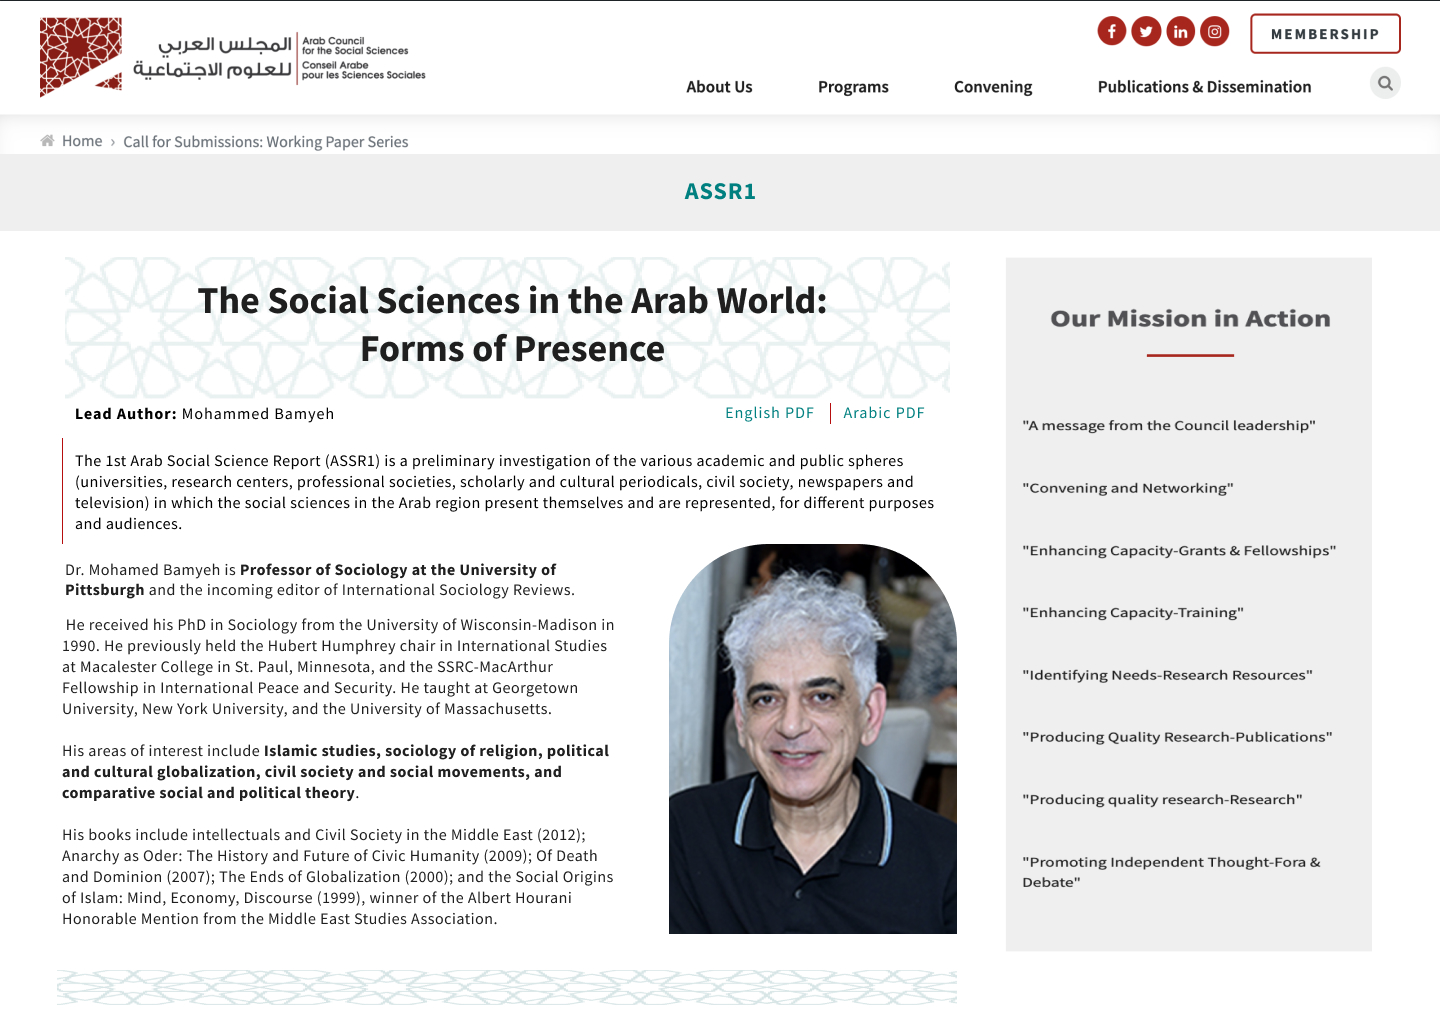 المجلس العربي
للعلوم الاجتماعية
Arab Council
for the Social Sciences
Conseil Arabe
pour les Sciences Sociales
MEMBERSHIP
About Us
Programs
Convening
Publications & Dissemination
Home › Call for Submissions: Working Paper Series
ASSR1
The Social Sciences in the Arab World:
Forms of Presence
Lead Author: Mohammed Bamyeh
English PDF
Arabic PDF
The 1st Arab Social Science Report (ASSR1) is a preliminary investigation of the various academic and public spheres
(universities, research centers, professional societies, scholarly and cultural periodicals, civil society, newspapers and
television) in which the social sciences in the Arab region present themselves and are represented, for different purposes
and audiences.
Dr. Mohamed Bamyeh is Professor of Sociology at the University of
Pittsburgh and the incoming editor of International Sociology Reviews.
He received his PhD in Sociology from the University of Wisconsin-Madison in
1990. He previously held the Hubert Humphrey chair in International Studies
at Macalester College in St. Paul, Minnesota, and the SSRC-MacArthur
Fellowship in International Peace and Security. He taught at Georgetown
University, New York University, and the University of Massachusetts.
His areas of interest include Islamic studies, sociology of religion, political
and cultural globalization, civil society and social movements, and
comparative social and political theory.
His books include intellectuals and Civil Society in the Middle East (2012);
Anarchy as Oder: The History and Future of Civic Humanity (2009); Of Death
and Dominion (2007); The Ends of Globalization (2000); and the Social Origins
of Islam: Mind, Economy, Discourse (1999), winner of the Albert Hourani
Honorable Mention from the Middle East Studies Association.
Our Mission in Action
"A message from the Council leadership"
"Convening and Networking"
"Enhancing Capacity-Grants & Fellowships"
"Enhancing Capacity-Training"
"Identifying Needs-Research Resources"
"Producing Quality Research-Publications"
"Producing quality research-Research"
"Promoting Independent Thought-Fora &
Debate"